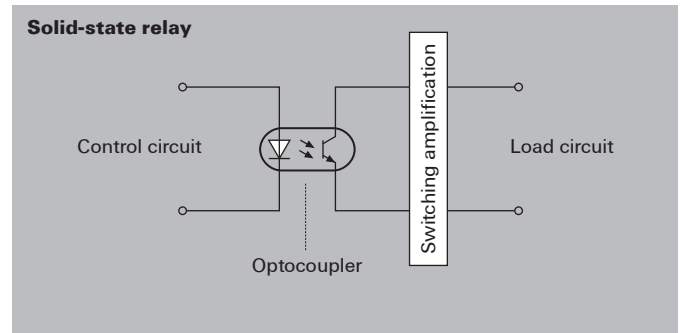 Solid-state relay
Control circuit
Switching amplification
Load circuit
Optocoupler